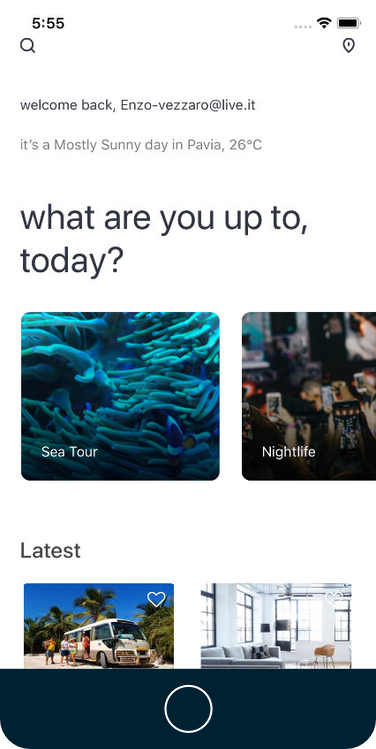 5:55
welcome back, Enzo-vezzaro@live.it
it's a Mostly Sunny day in Pavia, 26°C
what are you up to,
today?
Sea Tour
Nightlife
Latest